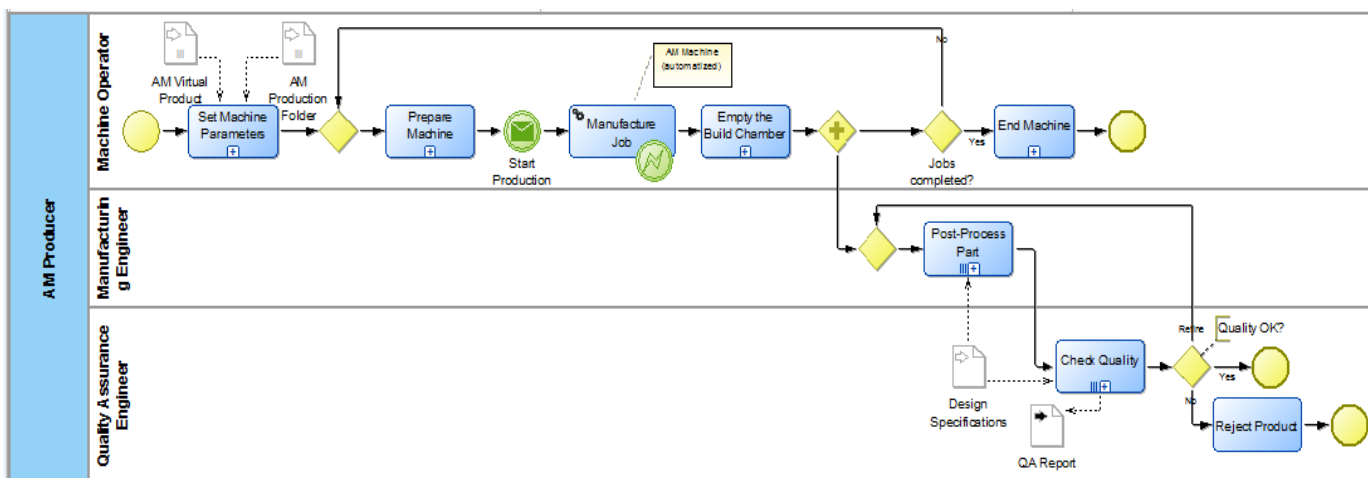 AM Producer
Machine Operator
AM Virtual
Product
AM
Production
Folder
Set Machine
Parameters
Prepare
Machine
Start
Production
AM Machine
(automatized)
Manufacture
Job
Empty the
Build Chamber
No
Jobs
completed?
Yes
End Machine
Manufacturin
g Engineer
Post-Process
Part
Quality Assurance
Engineer
Design
Specifications
Check Quality
QA Report
Refine
Quality OK?
Yes
No
Reject Product